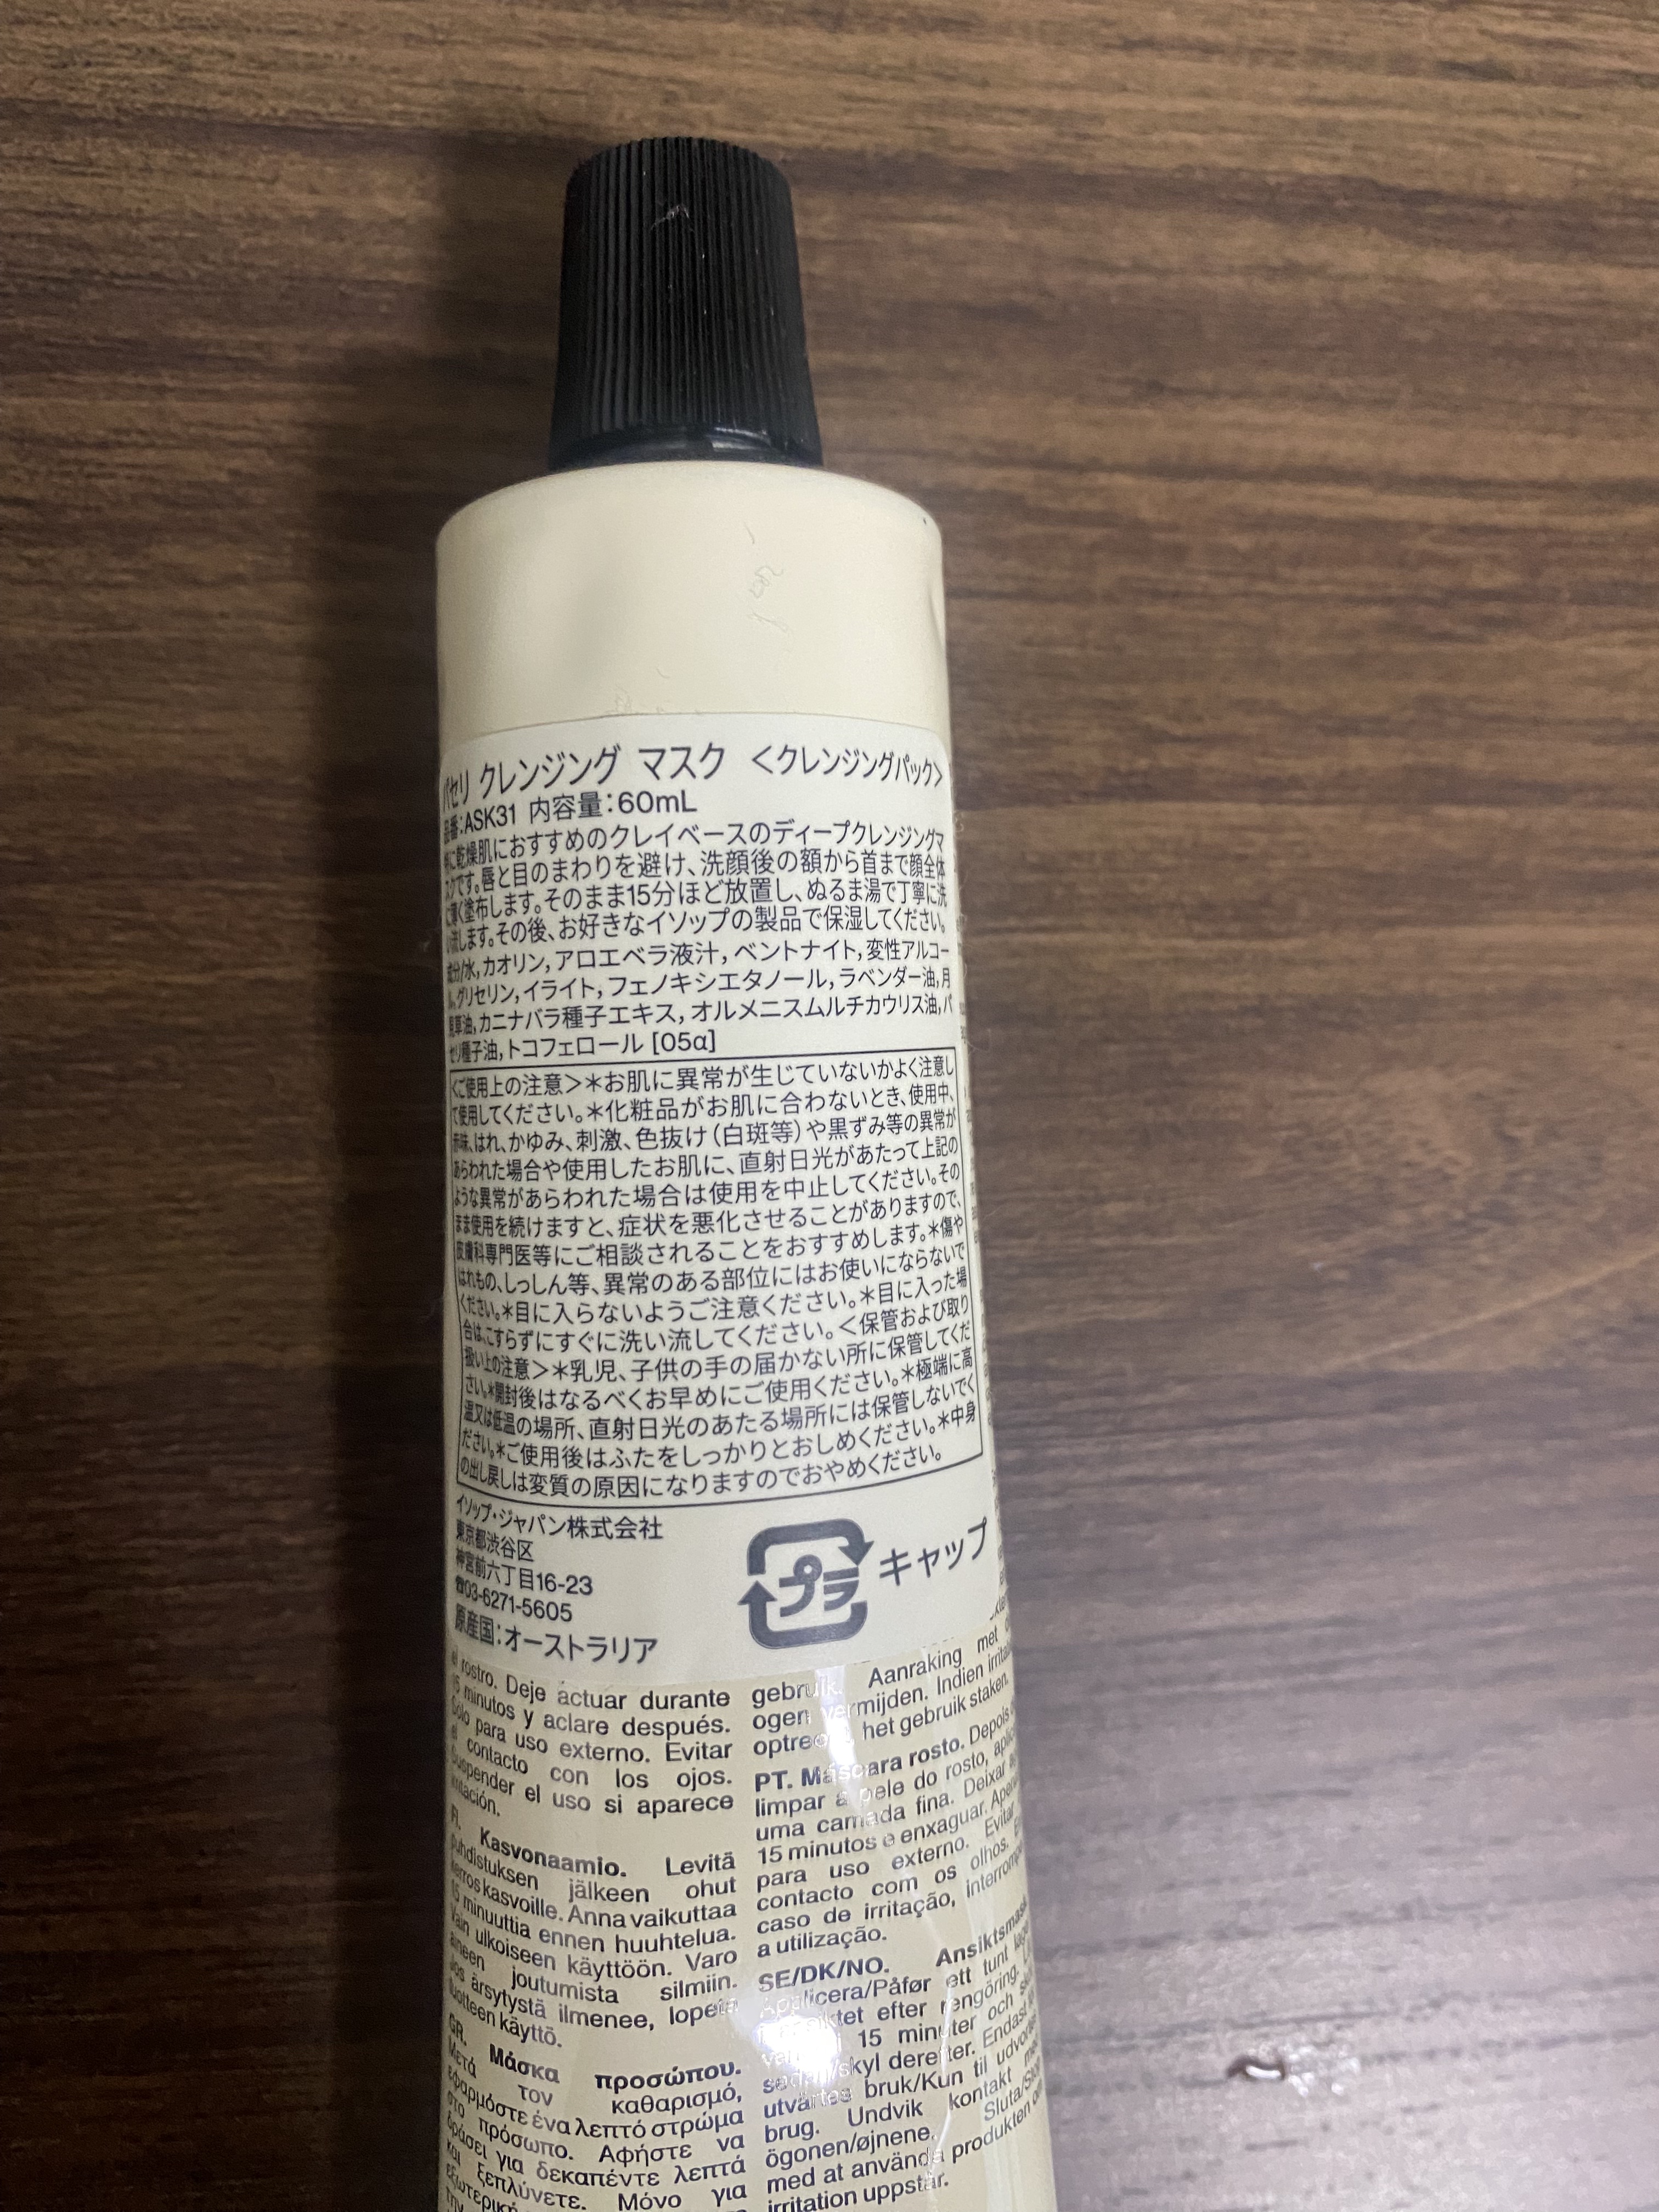 パセリ クレンジング マスク <クレンジングパック>
品番:ASK31 内容量:60mL
特に乾燥肌におすすめのクレイベースのディープクレンジングマ
スクです。唇と目のまわりを避け、洗顔後の額から首まで顔全体
に薄く塗布します。そのまま15分ほど放置し、ぬるま湯で丁寧に洗
い流します。その後、お好きなイソップの製品で保湿してください。
成分/水, カオリン, アロエベラ液汁, ベントナイト, 変性アルコー
ル, グリセリン, イライト, フェノキシエタノール, ラベンダー油, 月
見草油, カニナバラ種子エキス, オルメニスムルチカウリス油, パ
セリ種子油, トコフェロール [05α]
<ご使用上の注意>*お肌に異常が生じていないかよく注意し
て使用してください。*化粧品がお肌に合わないとき、使用中、
赤味、はれ、かゆみ、刺激、色抜け(白斑等)や黒ずみ等の異常が
あらわれた場合や使用したお肌に、直射日光があたって上記の
ような異常があらわれた場合は使用を中止してください。その
まま使用を続けますと、症状を悪化させることがありますので、
皮膚科専門医等にご相談されることをおすすめします。*傷や
はれもの、しっしん等、異常のある部位にはお使いにならないで
ください。*目に入らないようご注意ください。*目に入った場
合は、こすらずにすぐに洗い流してください。<保管および取り
扱い上の注意>*乳児、子供の手の届かない所に保管してくだ
さい。*開封後はなるべくお早めにご使用ください。*極端に高
温又は低温の場所、直射日光のあたる場所には保管しないでく
ださい。*ご使用後はふたをしっかりとおしめください。*中身
の出し戻しは変質の原因になりますのでおやめください。
イソップ・ジャパン株式会社
東京都渋谷区
神宮前六丁目16-23
☎03-6271-5605
原産国:オーストラリア
プラ キャップ
el rostro. Deje actuar durante
15 minutos y aclare después.
Solo para uso externo. Evitar
el contacto con los ojos.
Suspender el uso si aparece
irritación.
FI. Kasvonaamio. Levitä
puhdistuksen jälkeen ohut
kerros kasvoille. Anna vaikuttaa
15 minuuttia ennen huuhtelua.
Vain ulkoiseen käyttöön. Varo
aineen joutumista silmiin.
Jos ärsytystä ilmenee, lopeta
tuotteen käyttö.
GR. Μάσκα προσώπου.
Μετά τον καθαρισμό,
εφαρμόστε ένα λεπτό στρώμα
στο πρόσωπο. Αφήστε να
δράσει για δεκαπέντε λεπτά
και ξεπλύνετε. Μόνο για
εξωτερική
την
gebruik. Aanraking met
ogen vermijden. Indien
het gebruik staken.
PT. Máscara rosto. Depois
limpar a pele do rosto,
uma camada fina. Deixar
15 minutos e enxaguar.
para uso externo. Evitar
contacto com os olhos.
caso de irritação, interromper
a utilização.
SE/DK/NO. Ansiktsmask
Applicera/Påfør ett tunt
efter rengöring.
15 minuter och
derefter. Endast
utvärtes bruk/Kun til udvortes
brug. Undvik kontakt
ögonen/øjnene. Sluta/Stop
med at använda produkten
irritation uppstår.